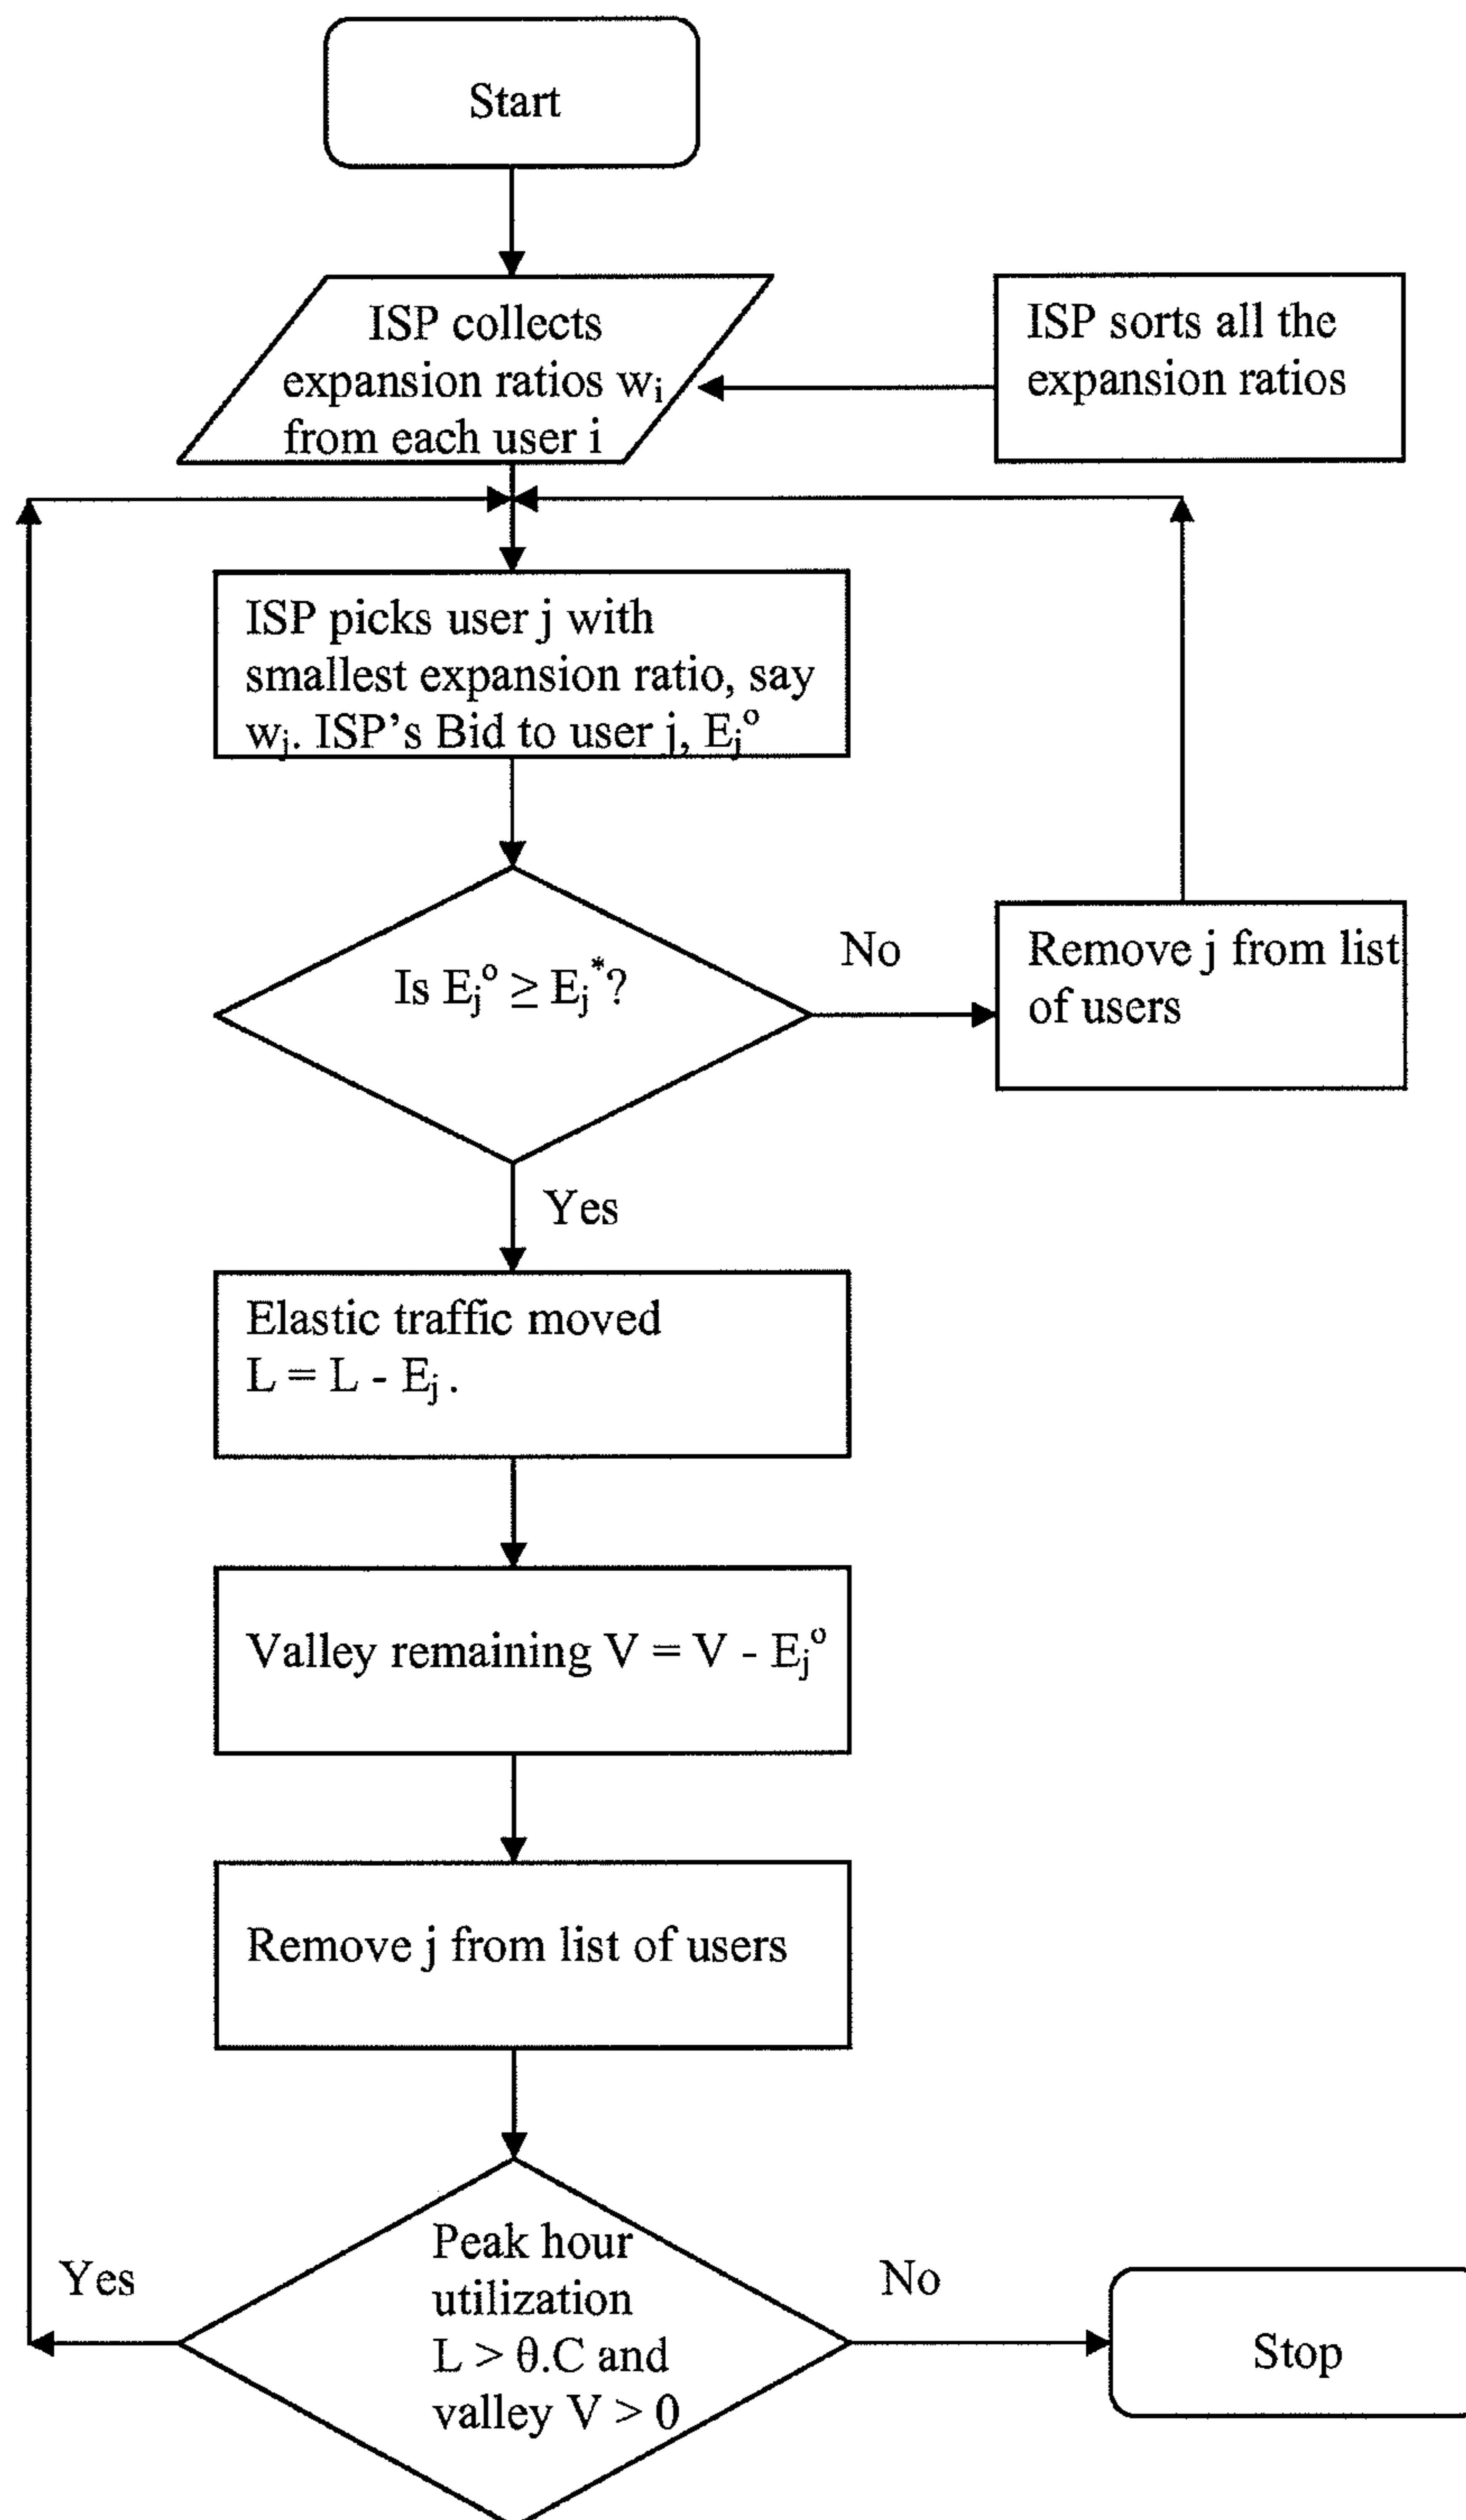 Start
ISP collects
expansion ratios wᵢ
from each user i
ISP sorts all the
expansion ratios
ISP picks user j with
smallest expansion ratio, say
wⱼ. ISP's Bid to user j, Eⱼᵒ
Is Eⱼᵒ ≥ Eⱼ*?
No
Remove j from list
of users
Yes
Elastic traffic moved
L = L - Eⱼ .
Valley remaining V = V - Eⱼᵒ
Remove j from list of users
Peak hour
utilization
L > θ.C and
valley V > 0
Yes
No
Stop